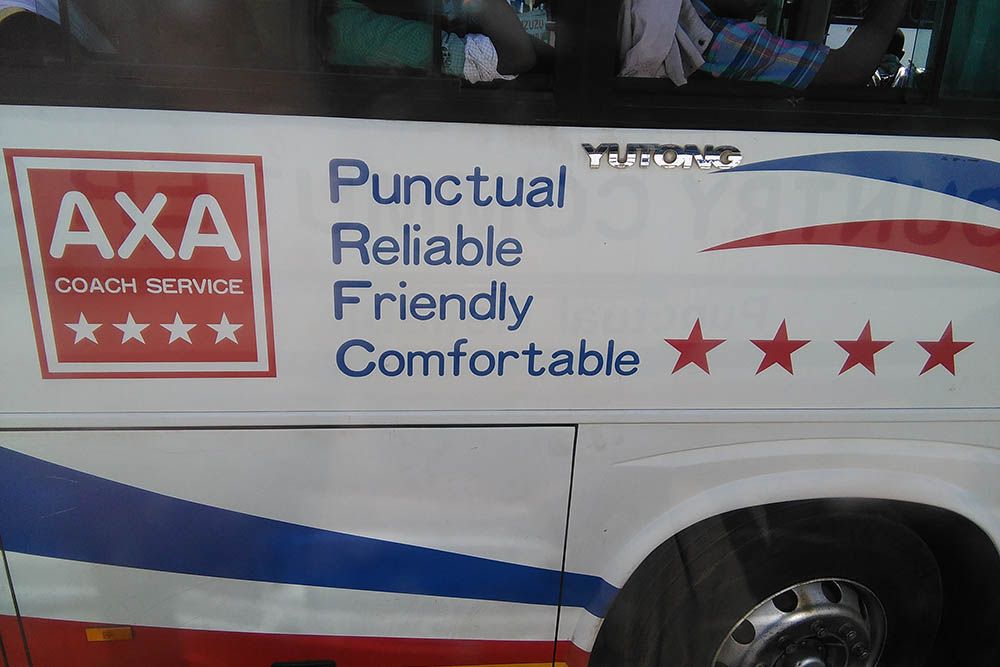 AXA
COACH SERVICE
YUTONG
Punctual
Reliable
Friendly
Comfortable